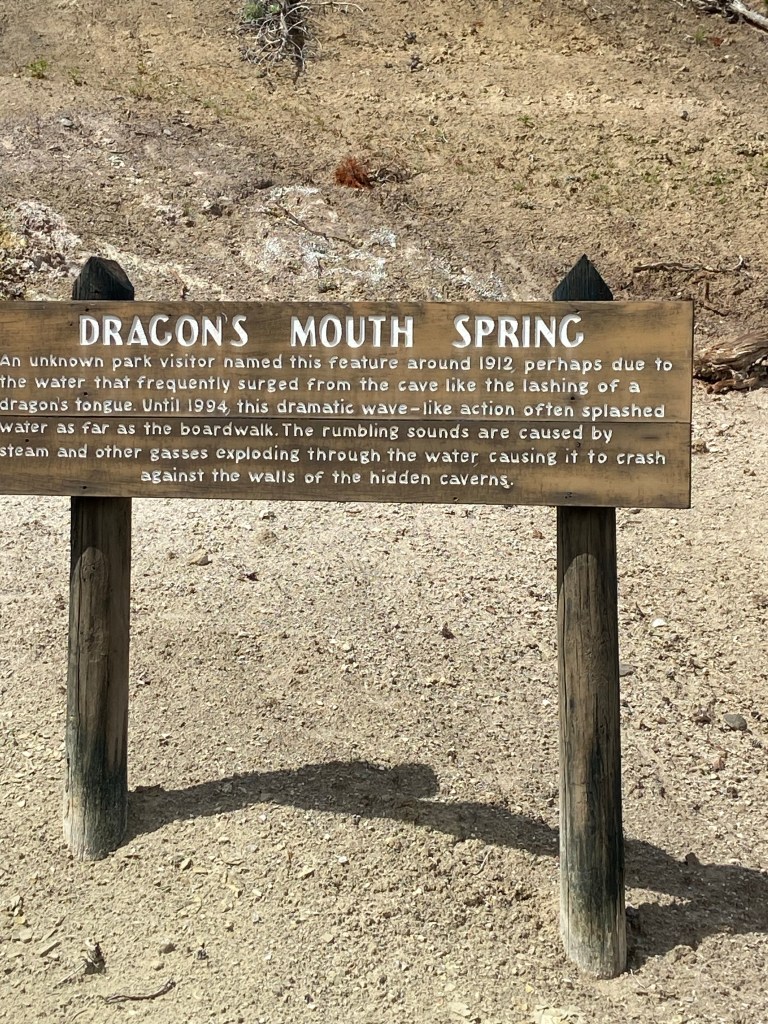 DRAGON'S MOUTH SPRING
An unknown park visitor named this feature around 1912, perhaps due to
the water that frequently surged from the cave like the lashing of a
dragon's tongue. Until 1994, this dramatic wave-like action often splashed
water as far as the boardwalk. The rumbling sounds are caused by
steam and other gasses exploding through the water, causing it to crash
against the walls of the hidden caverns.